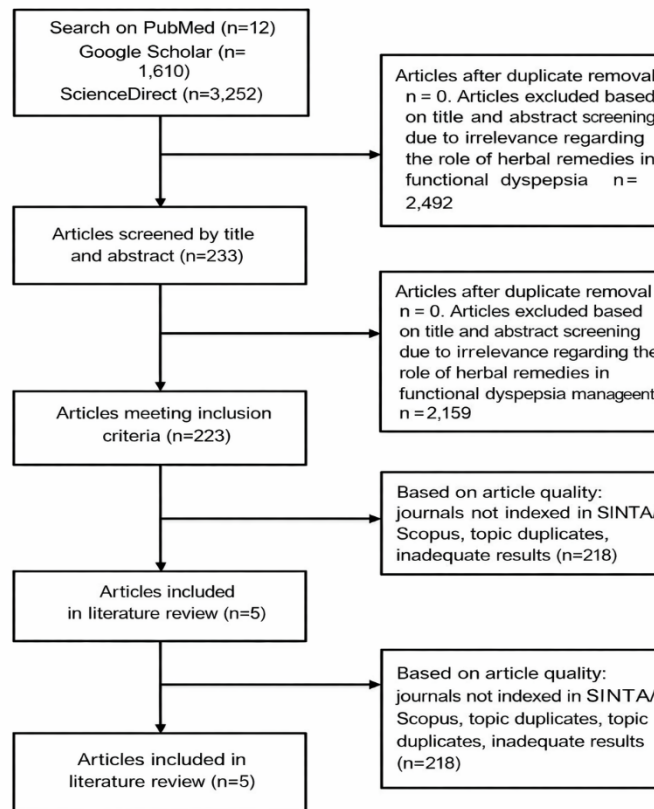 Search on PubMed (n=12)
Google Scholar (n=
1,610)
ScienceDirect (n=3,252)
Articles after duplicate removal
n = 0. Articles excluded based
on title and abstract screening
due to irrelevance regarding
the role of herbal remedies in
functional dyspepsia n=
2,492
Articles screened by title
and abstract (n=233)
Articles after duplicate removal
n = 0. Articles excluded based
on title and abstract screening
due to irrelevance regarding the
role of herbal remedies in
functional dyspepsia manageent
n = 2,159
Articles meeting inclusion
criteria (n=223)
Based on article quality:
journals not indexed in SINTA/
Scopus, topic duplicates,
inadequate results (n=218)
Articles included
in literature review (n=5)
Based on article quality:
journals not indexed in SINTA/
Scopus, topic duplicates, topic
duplicates, inadequate results
(n=218)
Articles included in
literature review (n=5)